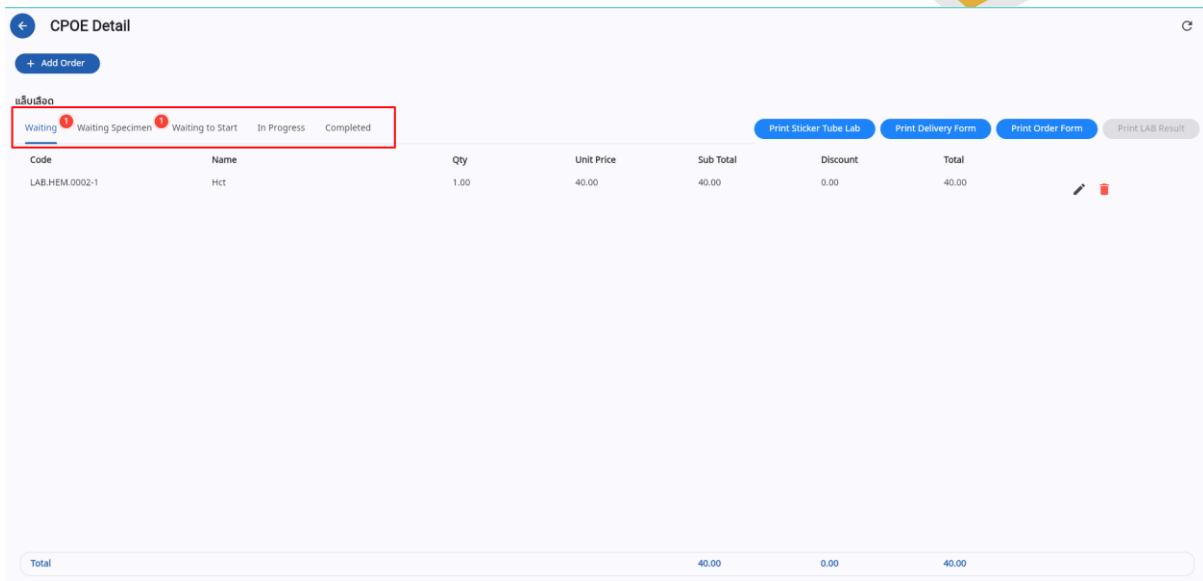 CPOE Detail
+ Add Order
แล็บเลือด
Waiting 1 Waiting Specimen 1 Waiting to Start In Progress Completed
Print Sticker Tube Lab Print Delivery Form Print Order Form Print LAB Result
Code Name Qty Unit Price Sub Total Discount Total
LAB.HEM.0002-1 Hct 1.00 40.00 40.00 0.00 40.00
Total 40.00 0.00 40.00